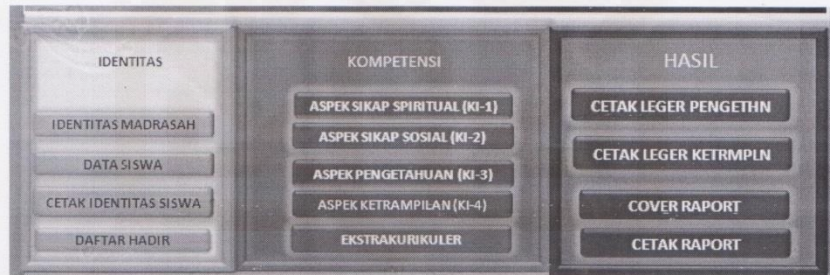 IDENTITAS
IDENTITAS MADRASAH
DATA SISWA
CETAK IDENTITAS SISWA
DAFTAR HADIR
KOMPETENSI
ASPEK SIKAP SPIRITUAL (KI-1)
ASPEK SIKAP SOSIAL (KI-2)
ASPEK PENGETAHUAN (KI-3)
ASPEK KETRAMPILAN (KI-4)
EKSTRAKURIKULER
HASIL
CETAK LEGER PENGETHN
CETAK LEGER KETRMPLN
COVER RAPORT
CETAK RAPORT